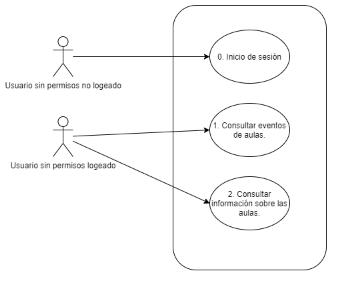 0. Inicio de sesión
Usuario sin permisos no logeado
1. Consultar eventos
de aulas.
Usuario sin permisos logeado
2. Consultar
información sobre las
aulas.